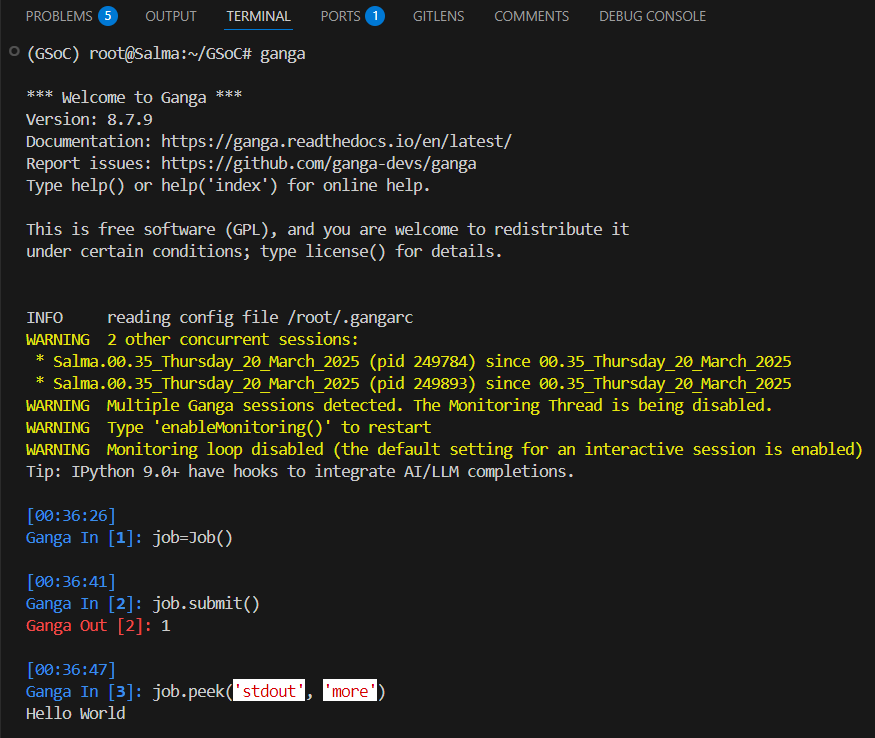 PROBLEMS 5 OUTPUT TERMINAL PORTS 1 GITLENS COMMENTS DEBUG CONSOLE
(GSoC) root@Salma:~/GSoC# ganga
*** Welcome to Ganga ***
Version: 8.7.9
Documentation: https://ganga.readthedocs.io/en/latest/
Report issues: https://github.com/ganga-devs/ganga
Type help() or help('index') for online help.
This is free software (GPL), and you are welcome to redistribute it
under certain conditions; type license() for details.
INFO     reading config file /root/.gangarc
WARNING  2 other concurrent sessions:
 * Salma.00.35_Thursday_20_March_2025 (pid 249784) since 00.35_Thursday_20_March_2025
 * Salma.00.35_Thursday_20_March_2025 (pid 249893) since 00.35_Thursday_20_March_2025
WARNING  Multiple Ganga sessions detected. The Monitoring Thread is being disabled.
WARNING  Type 'enableMonitoring()' to restart
WARNING  Monitoring loop disabled (the default setting for an interactive session is enabled)
Tip: IPython 9.0+ have hooks to integrate AI/LLM completions.
[00:36:26]
Ganga In [1]: job=Job()
[00:36:41]
Ganga In [2]: job.submit()
Ganga Out [2]: 1
[00:36:47]
Ganga In [3]: job.peek('stdout', 'more')
Hello World